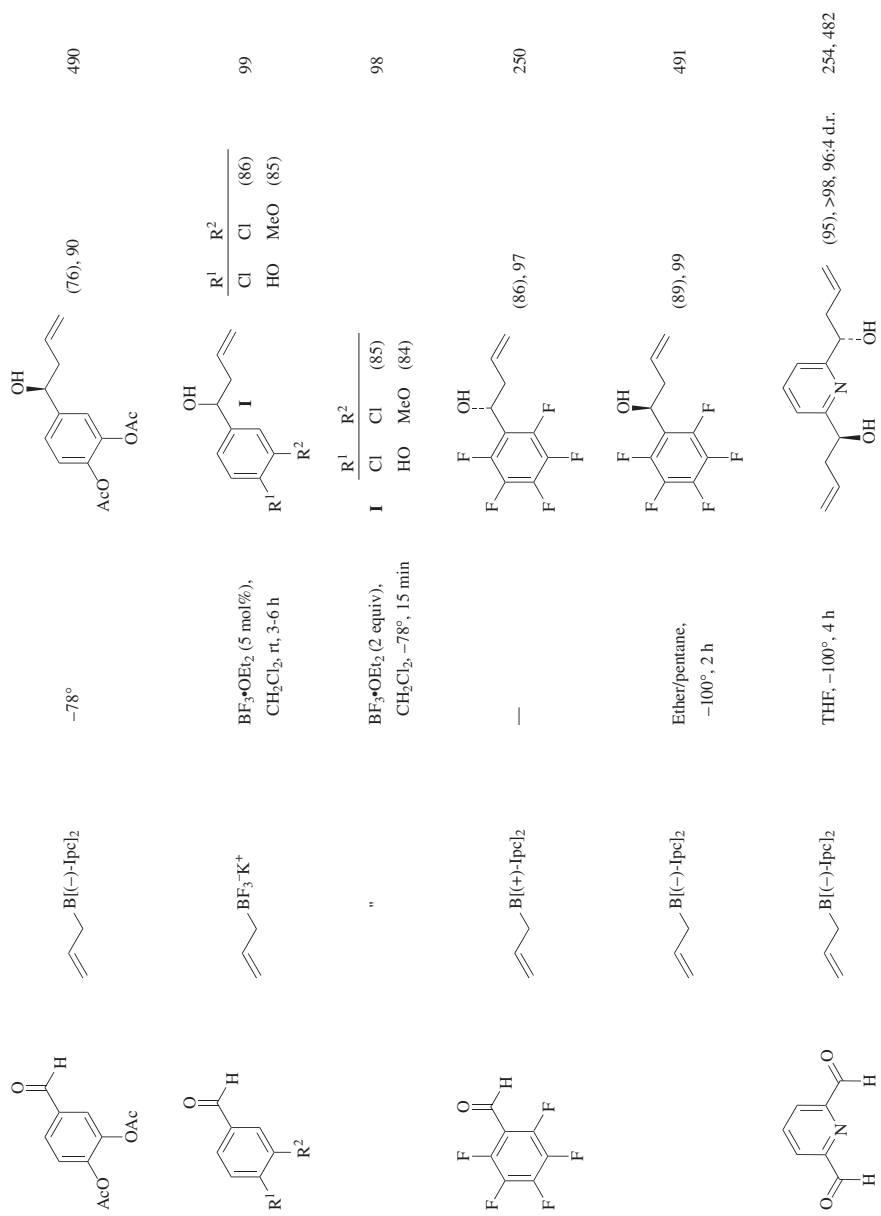 O
H
AcO
OAc
B[(–)-Ipc]2
–78°
OH
AcO
OAc
(76), 90
490
O
H
R1
R2
BF3–K+
BF3•OEt2 (5 mol%),
CH2Cl2, rt, 3-6 h
OH
I
R1
R2
R1 R2
Cl Cl (86)
HO MeO (85)
99
"
BF3•OEt2 (2 equiv),
CH2Cl2, –78°, 15 min
I
R1 R2
Cl Cl (85)
HO MeO (84)
98
F
O
H
F
F
F
F
B[(+)-Ipc]2
—
F
OH
F
F
F
F
(86), 97
250
B[(–)-Ipc]2
Ether/pentane,
–100°, 2 h
F
OH
F
F
F
F
(89), 99
491
O
H
N
O
H
B[(–)-Ipc]2
THF, –100°, 4 h
OH
N
OH
(95), >98, 96:4 d.r.
254, 482